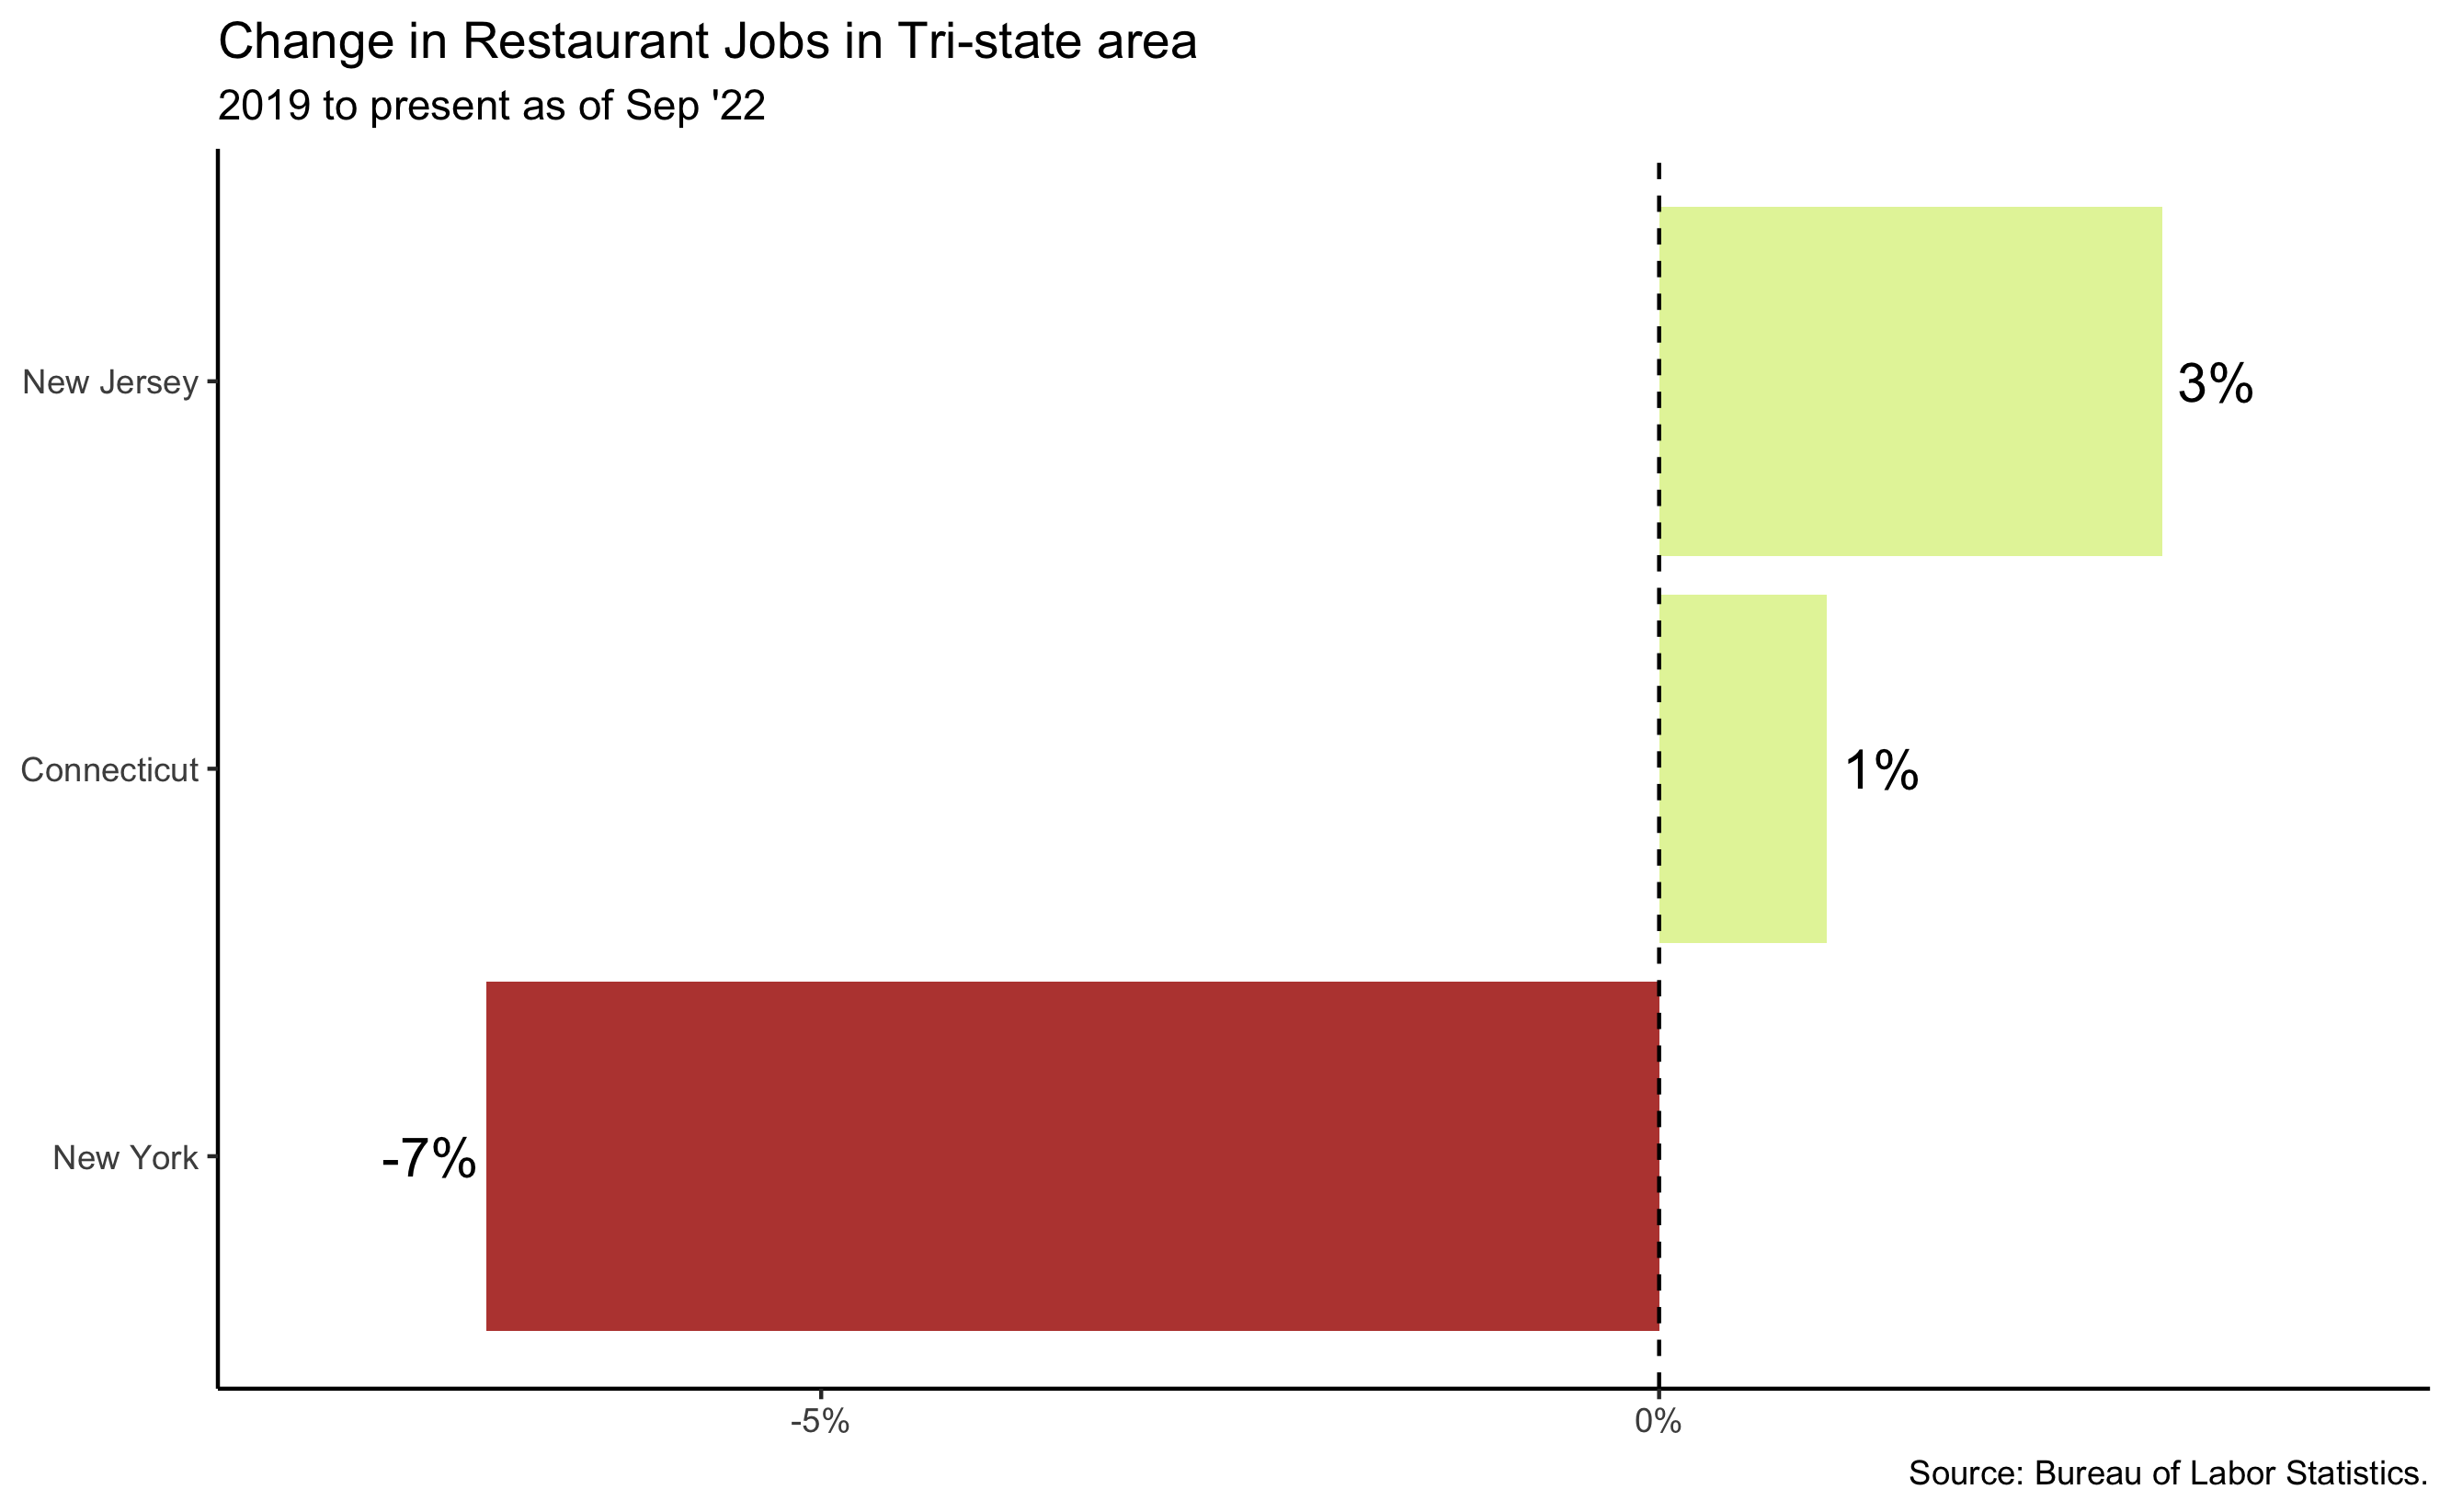 Change in Restaurant Jobs in Tri-state area
2019 to present as of Sep '22
New Jersey
3%
Connecticut
1%
New York
-7%
-5%
0%
Source: Bureau of Labor Statistics.